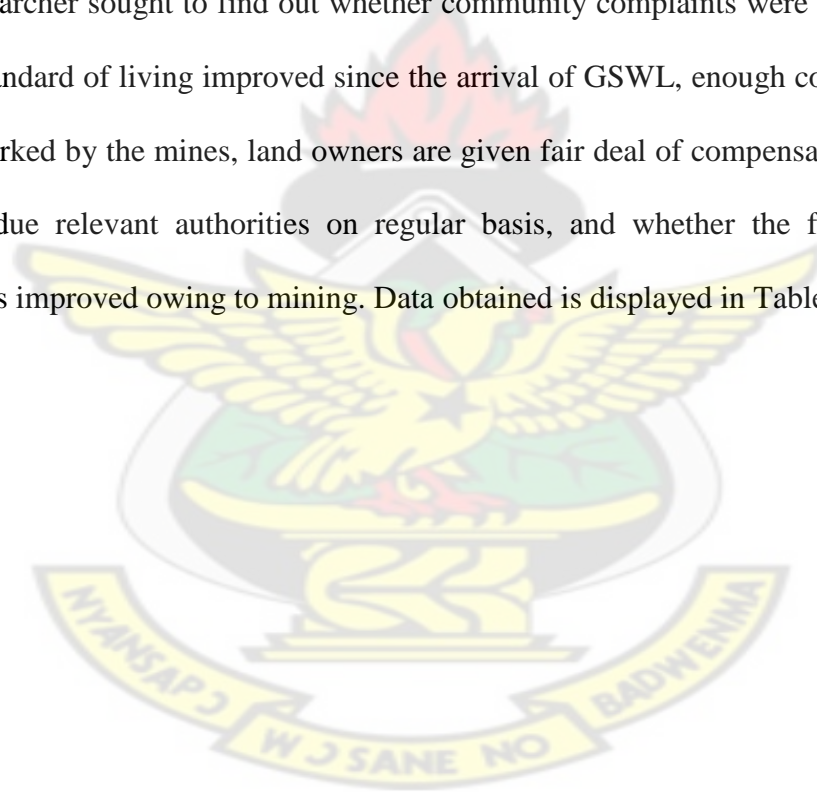 archer sought to find out whether community complaints were
ndard of living improved since the arrival of GSWL, enough co
rked by the mines, land owners are given fair deal of compensa
due relevant authorities on regular basis, and whether the f
s improved owing to mining. Data obtained is displayed in Table
NYANSAPƆ
WƆSANE NO
BADWENMA